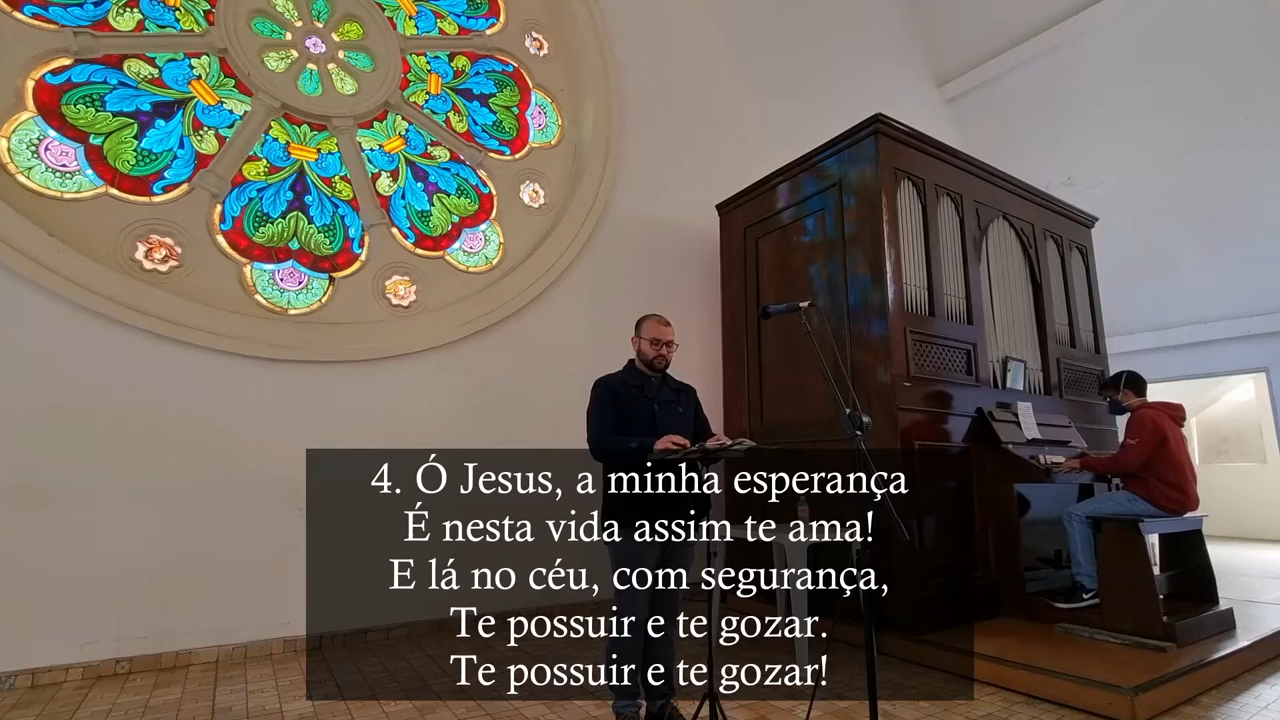 4. Ó Jesus, a minha esperança
É nesta vida assim te ama!
E lá no céu, com segurança,
Te possuir e te gozar.
Te possuir e te gozar!